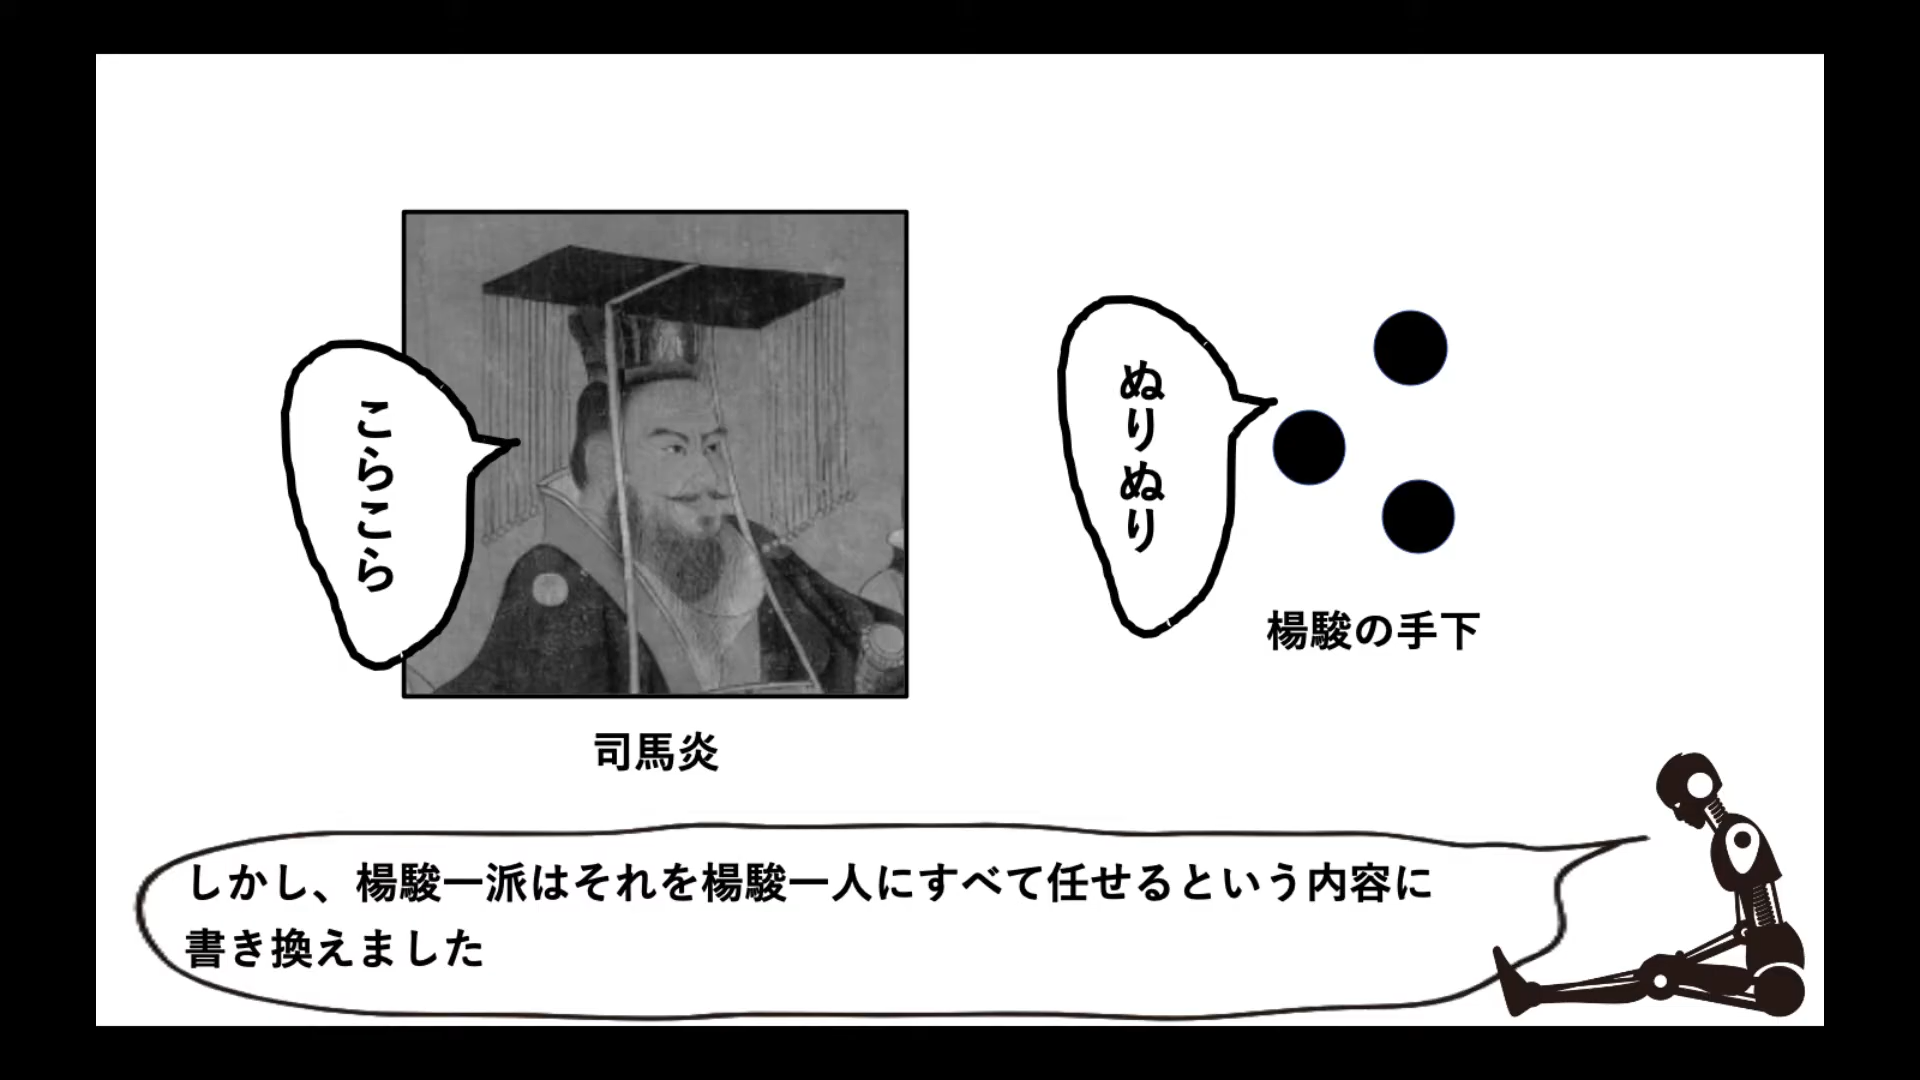 こらこら
司馬炎
ぬりぬり
楊駿の手下
しかし、楊駿一派はそれを楊駿一人にすべて任せるという内容に
書き換えました